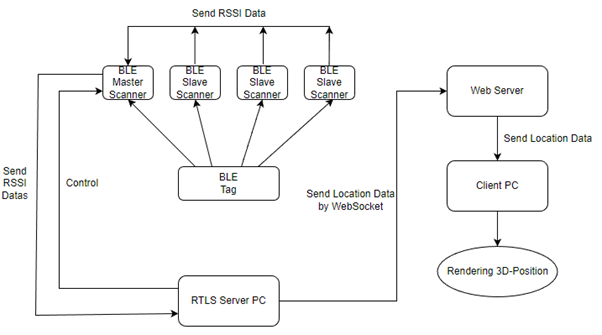 Send RSSI Data
BLE
Master
Scanner
BLE
Slave
Scanner
BLE
Slave
Scanner
BLE
Slave
Scanner
Web Server
Send Location Data
Send
RSSI
Datas
Control
BLE
Tag
Send Location Data
by WebSocket
Client PC
Rendering 3D-Position
RTLS Server PC